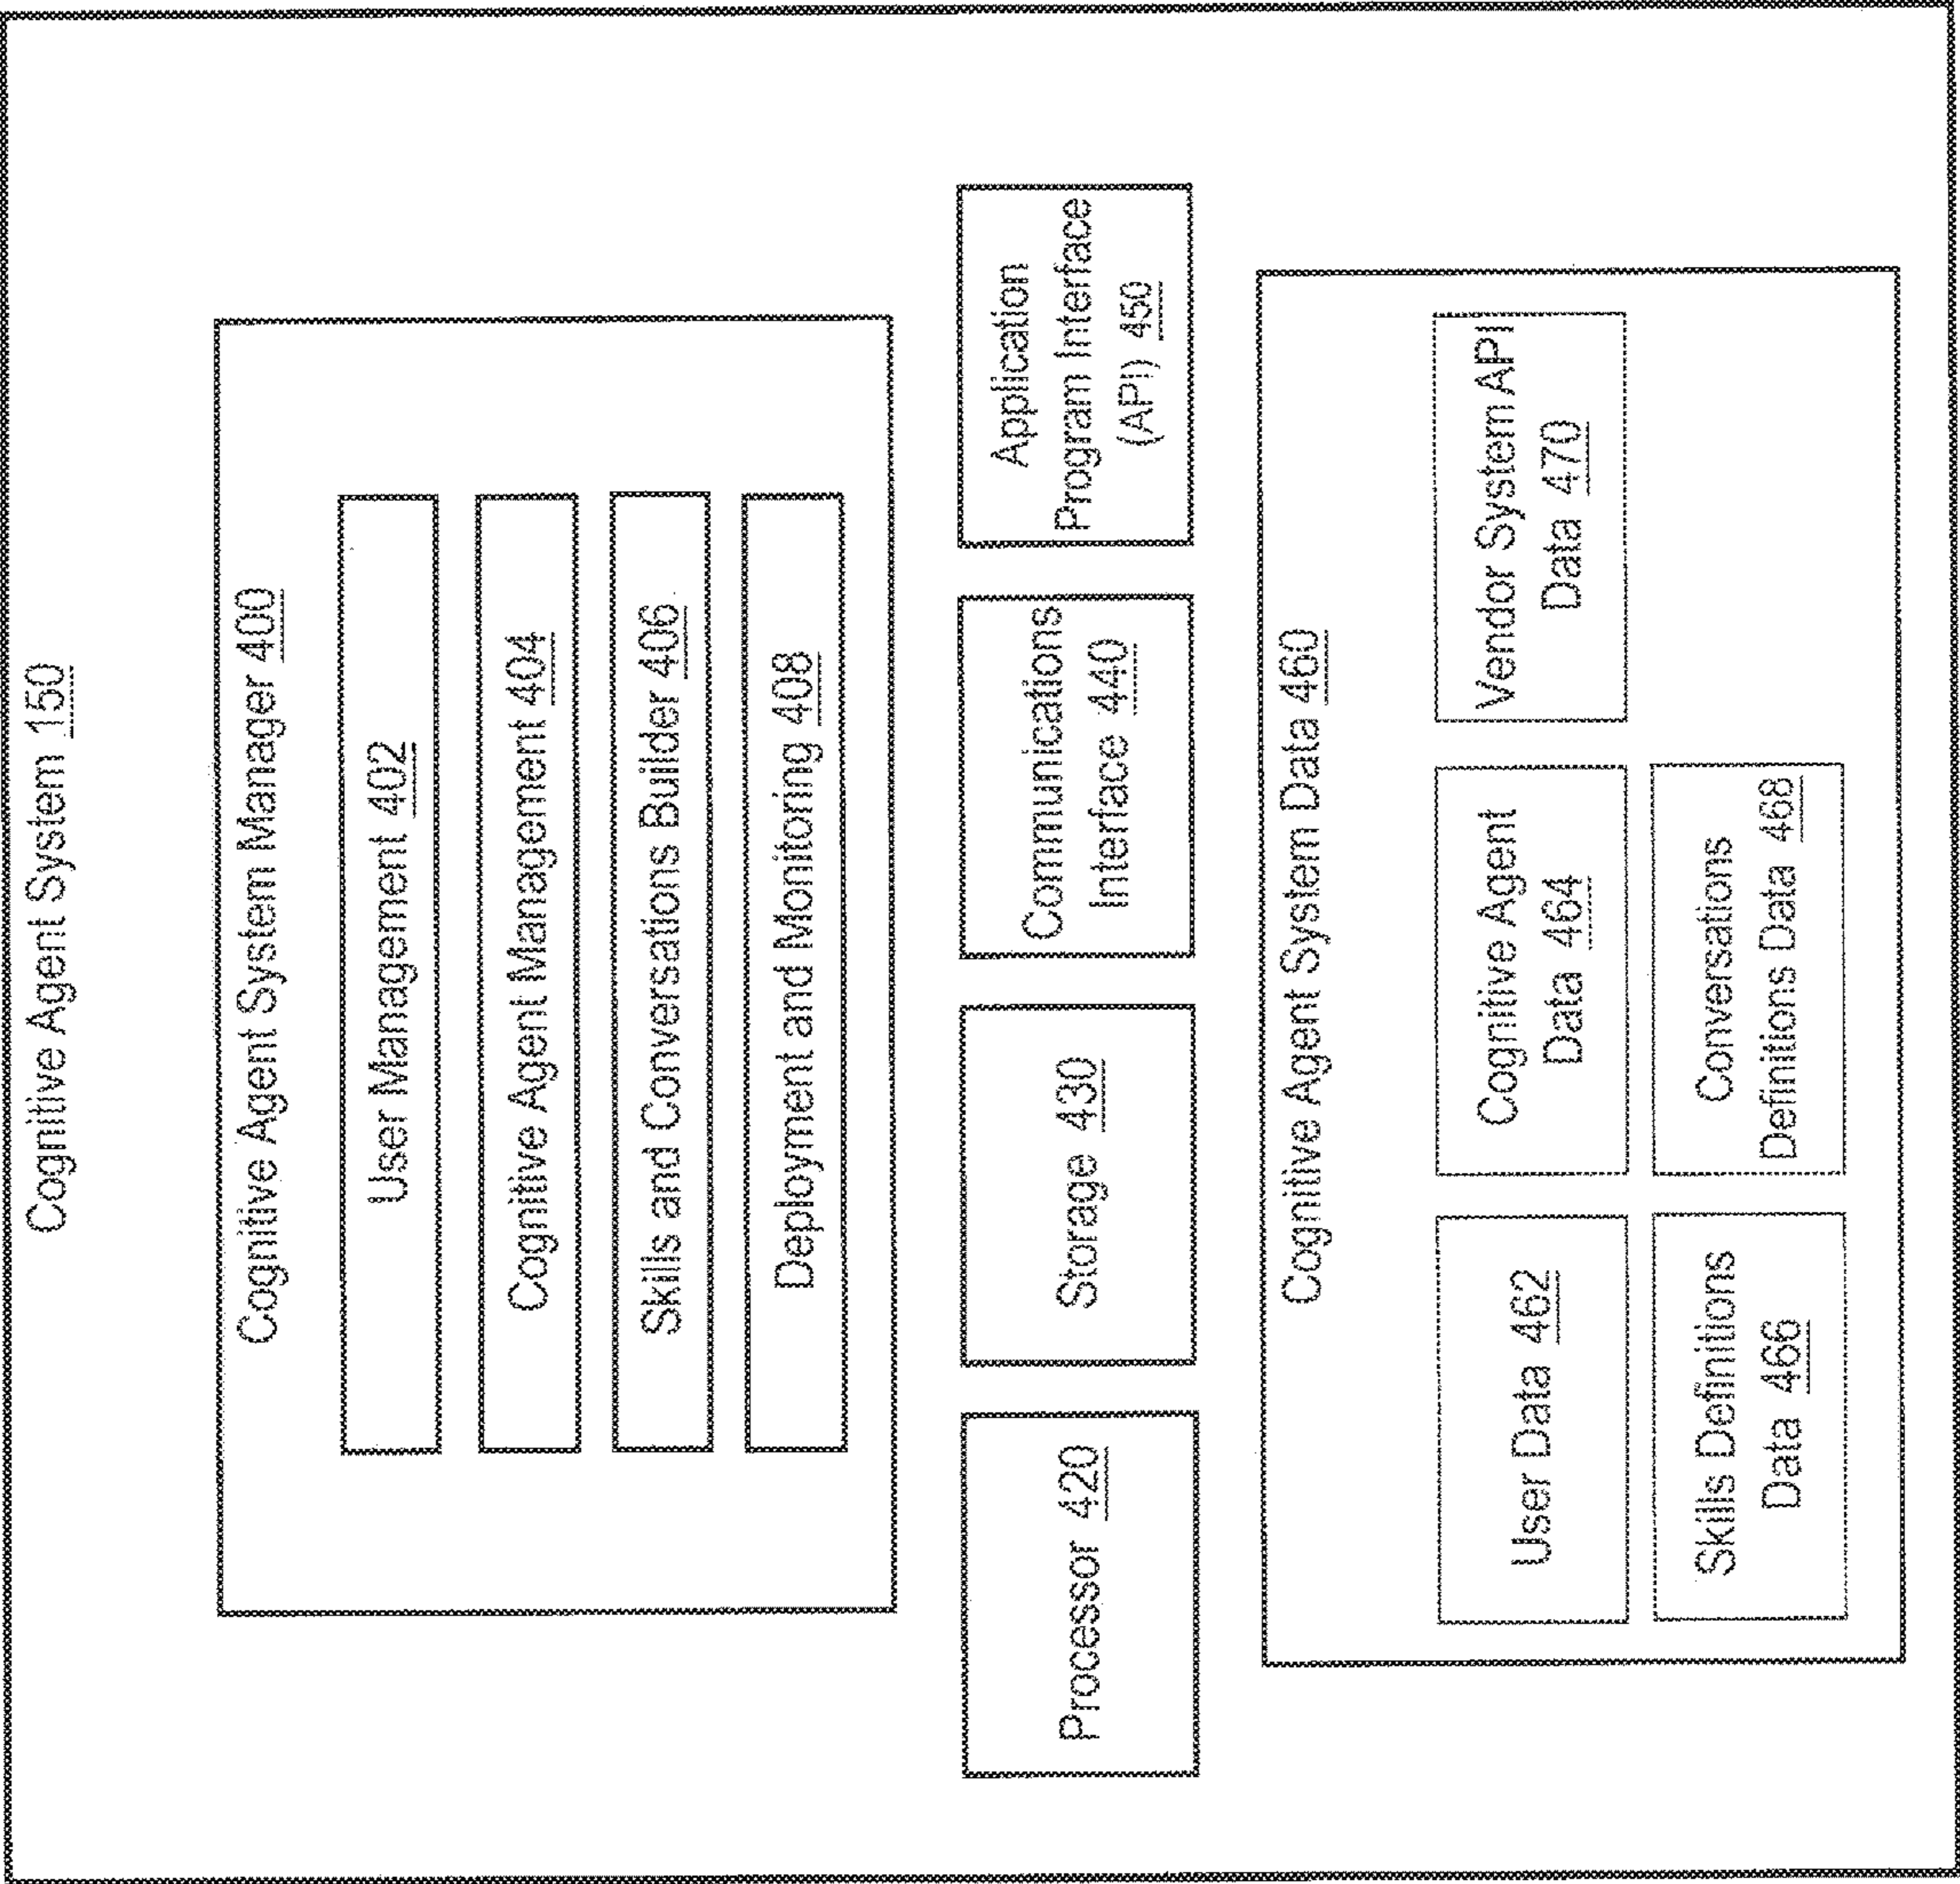 Cognitive Agent System 150
Cognitive Agent System Manager 400
User Management 402
Cognitive Agent Management 404
Skills and Conversations Builder 406
Deployment and Monitoring 408
Processor 420
Storage 430
Communications
Interface 440
Application
Program Interface
(API) 450
Cognitive Agent System Data 460
User Data 462
Cognitive Agent
Data 464
Vendor System API
Data 470
Skills Definitions
Data 466
Conversations
Definitions Data 468